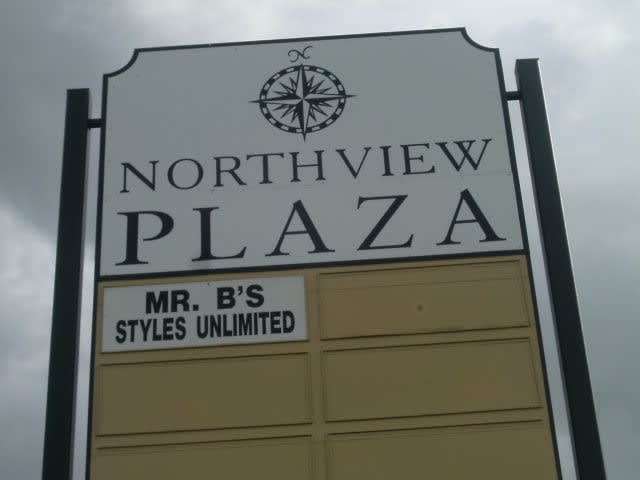 N
NORTHVIEW
PLAZA
MR. B'S
STYLES UNLIMITED